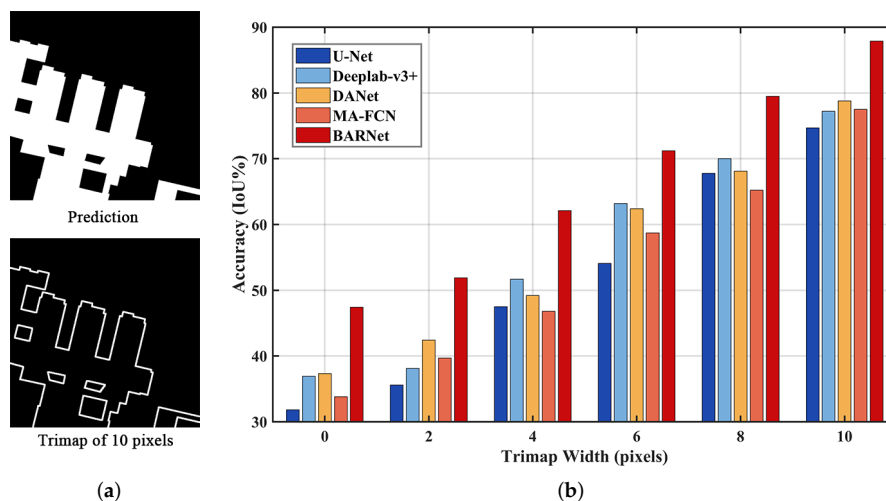 Prediction
Trimap of 10 pixels
(a)
90
80
70
60
50
40
30
Accuracy (IoU%)
U-Net
Deeplab-v3+
DANet
MA-FCN
BARNet
0 2 4 6 8 10
Trimap Width (pixels)
(b)